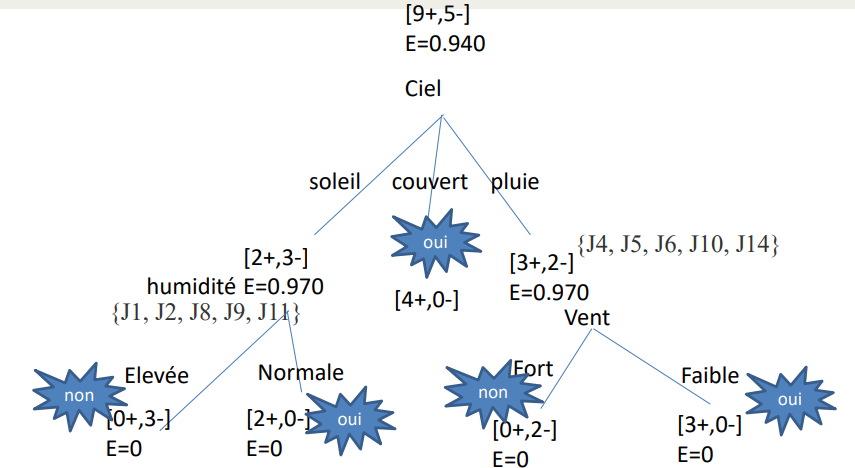 [9+,5-]
E=0.940
Ciel
soleil couvert pluie
oui
{J4, J5, J6, J10, J14}
[2+,3-]
[3+,2-]
humidité E=0.970
[4+,0-]
E=0.970
{J1, J2, J8, J9, J11}
Vent
Elevée
Normale
Fort
Faible
non
oui
non
oui
[0+,3-]
[2+,0-]
[0+,2-]
[3+,0-]
E=0
E=0
E=0
E=0